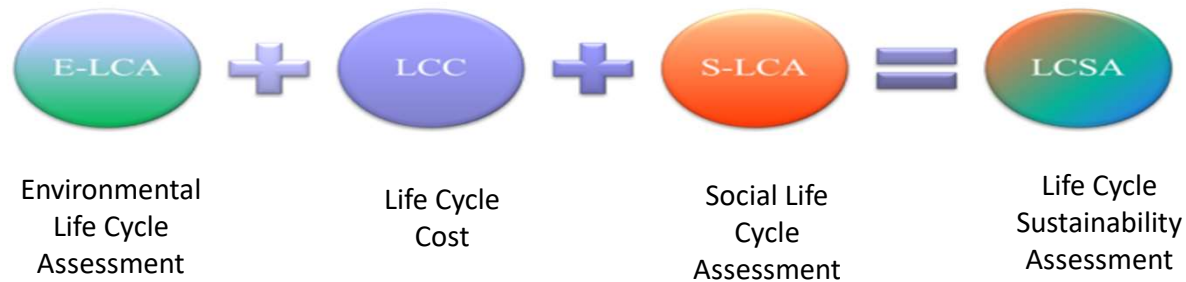 E-LCA
LCC
S-LCA
LCSA
Environmental
Life Cycle
Assessment
Life Cycle
Cost
Social Life
Cycle
Assessment
Life Cycle
Sustainability
Assessment